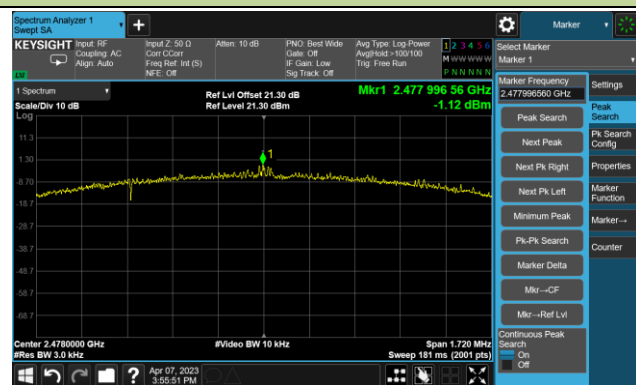 Spectrum Analyzer 1
Swept SA
+
Marker
KEYSIGHT
Input: RF
Coupling: AC
Align: Auto
Input Z: 50 Ω
Corr CCorr
Freq Ref: Int (S)
NFE: Off
Atten: 10 dB
PNO: Best Wide
Gate: Off
IF Gain: Low
Sig Track: Off
Avg Type: Log-Power
Avg|Hold:>100/100
Trig: Free Run
1 2 3 4 5 6
M W W W W W
P N N N N N
LW
1 Spectrum
Scale/Div 10 dB
Log
Ref Lvl Offset 21.30 dB
Ref Level 21.30 dBm
Mkr1 2.477 996 56 GHz
-1.12 dBm
1
11.3
1.30
-8.70
-18.7
-28.7
-38.7
-48.7
-58.7
-68.7
Center 2.4780000 GHz
#Res BW 3.0 kHz
#Video BW 10 kHz
Span 1.720 MHz
Sweep 181 ms (2001 pts)
Apr 07, 2023
3:55:51 PM
?
Select Marker
Marker 1
Marker Frequency
2.477996560 GHz
Peak Search
Next Peak
Next Pk Right
Next Pk Left
Minimum Peak
Pk-Pk Search
Marker Delta
Mkr→CF
Mkr→Ref Lvl
Continuous Peak
Search
On
Off
Settings
Peak
Search
Pk Search
Config
Properties
Marker
Function
Marker→
Counter